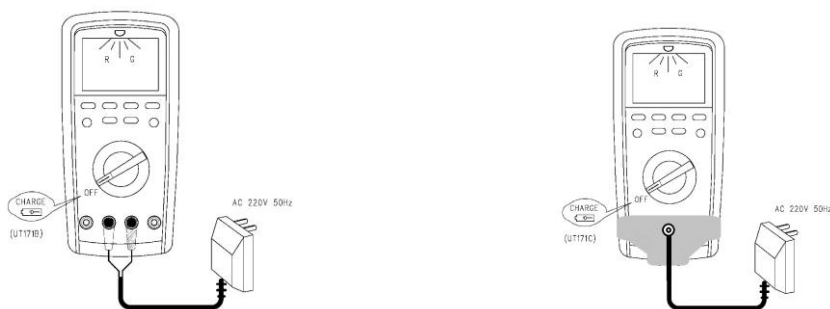 R G
OFF
CHARGE
(UT171B)
AC 220V 50Hz
R G
OFF
CHARGE
(UT171C)
AC 220V 50Hz